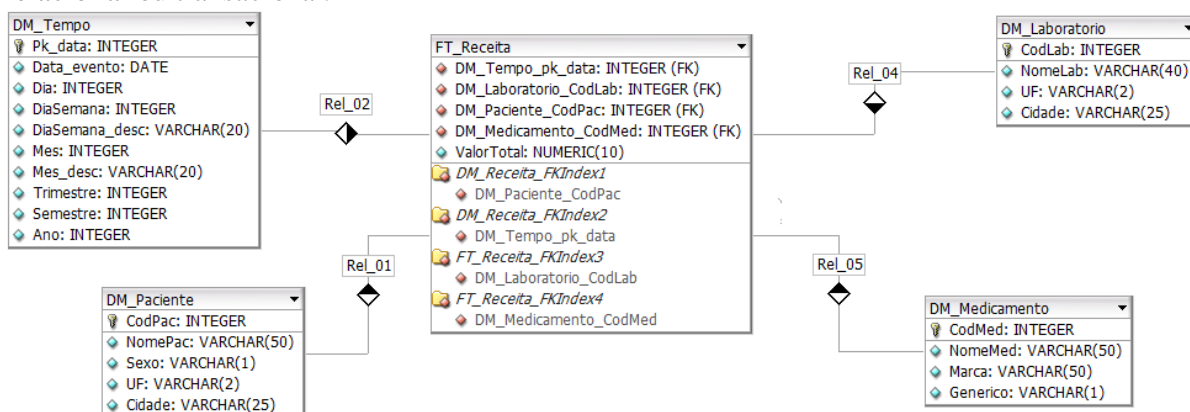 DM_Tempo
Pk_data: INTEGER
Data_evento: DATE
Dia: INTEGER
DiaSemana: INTEGER
DiaSemana_desc: VARCHAR(20)
Mes: INTEGER
Mes_desc: VARCHAR(20)
Trimestre: INTEGER
Semestre: INTEGER
Ano: INTEGER
Rel_02
FT_Receita
DM_Tempo_pk_data: INTEGER (FK)
DM_Laboratorio_CodLab: INTEGER (FK)
DM_Paciente_CodPac: INTEGER (FK)
DM_Medicamento_CodMed: INTEGER (FK)
ValorTotal: NUMERIC(10)
DM_Receita_FKIndex1
DM_Paciente_CodPac
DM_Receita_FKIndex2
DM_Tempo_pk_data
FT_Receita_FKIndex3
DM_Laboratorio_CodLab
FT_Receita_FKIndex4
DM_Medicamento_CodMed
Rel_04
DM_Laboratorio
CodLab: INTEGER
NomeLab: VARCHAR(40)
UF: VARCHAR(2)
Cidade: VARCHAR(25)
Rel_01
DM_Paciente
CodPac: INTEGER
NomePac: VARCHAR(50)
Sexo: VARCHAR(1)
UF: VARCHAR(2)
Cidade: VARCHAR(25)
Rel_05
DM_Medicamento
CodMed: INTEGER
NomeMed: VARCHAR(50)
Marca: VARCHAR(50)
Generico: VARCHAR(1)